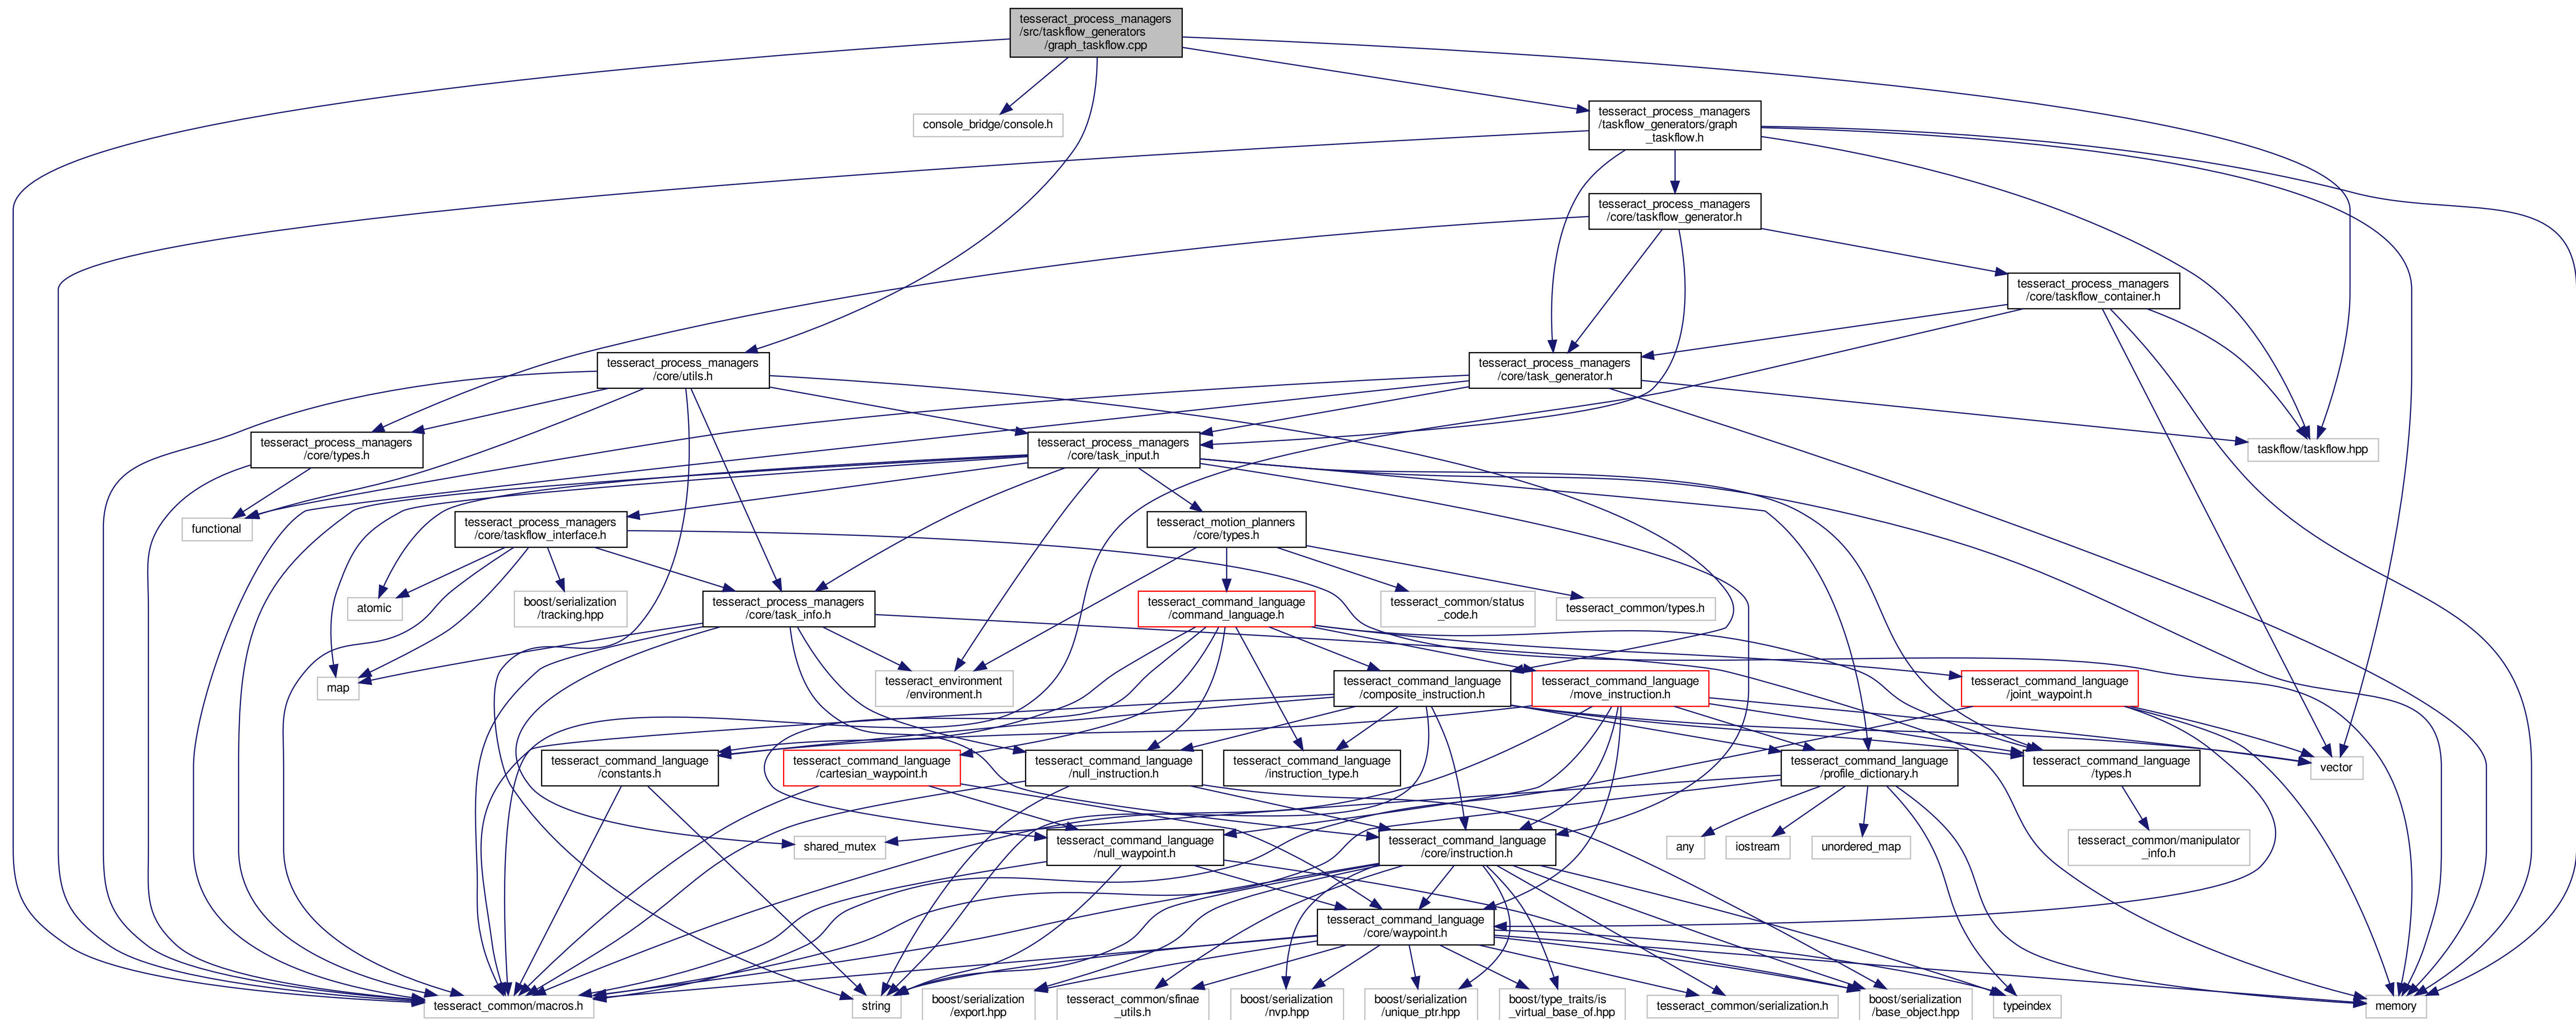 tesseract_process_managers
/src/taskflow_generators
/graph_taskflow.cpp
console_bridge/console.h
tesseract_process_managers
/taskflow_generators/graph
_taskflow.h
tesseract_process_managers
/core/taskflow_generator.h
tesseract_process_managers
/core/taskflow_container.h
tesseract_process_managers
/core/utils.h
tesseract_process_managers
/core/task_generator.h
tesseract_process_managers
/core/types.h
tesseract_process_managers
/core/task_input.h
taskflow/taskflow.hpp
functional
tesseract_process_managers
/core/taskflow_interface.h
tesseract_motion_planners
/core/types.h
atomic
boost/serialization
/tracking.hpp
tesseract_process_managers
/core/task_info.h
tesseract_command_language
/command_language.h
tesseract_common/status
_code.h
tesseract_common/types.h
map
tesseract_environment
/environment.h
tesseract_command_language
/composite_instruction.h
tesseract_command_language
/move_instruction.h
tesseract_command_language
/joint_waypoint.h
tesseract_command_language
/constants.h
tesseract_command_language
/cartesian_waypoint.h
tesseract_command_language
/null_instruction.h
tesseract_command_language
/instruction_type.h
tesseract_command_language
/profile_dictionary.h
tesseract_command_language
/types.h
vector
shared_mutex
tesseract_command_language
/null_waypoint.h
tesseract_command_language
/core/instruction.h
any
iostream
unordered_map
tesseract_common/manipulator
_info.h
tesseract_command_language
/core/waypoint.h
tesseract_common/macros.h
string
boost/serialization
/export.hpp
tesseract_common/sfinae
_utils.h
boost/serialization
/nvp.hpp
boost/serialization
/unique_ptr.hpp
boost/type_traits/is
_virtual_base_of.hpp
tesseract_common/serialization.h
boost/serialization
/base_object.hpp
typeindex
memory